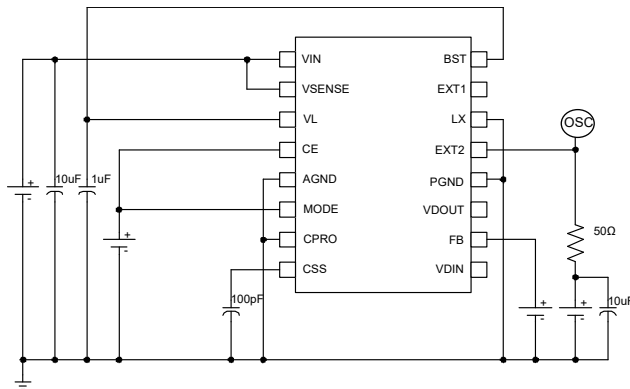 VIN
BST
VSENSE
EXT1
VL
LX
OSC
CE
EXT2
10uF
1uF
AGND
PGND
+
-
MODE
VDOUT
50Ω
+
-
CPRO
FB
CSS
VDIN
100pF
+
-
+
-
10uF